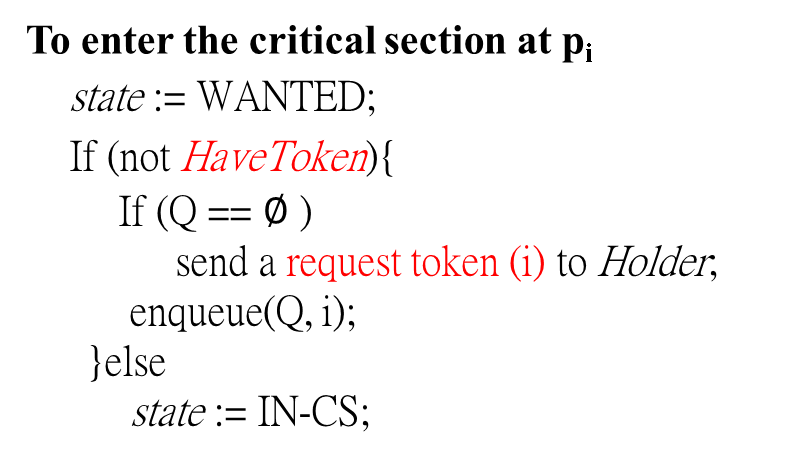 To enter the critical section at pᵢ
state := WANTED;
If (not HaveToken){
If (Q == ∅ )
send a request token (i) to Holder;
enqueue(Q, i);
}else
state := IN-CS;